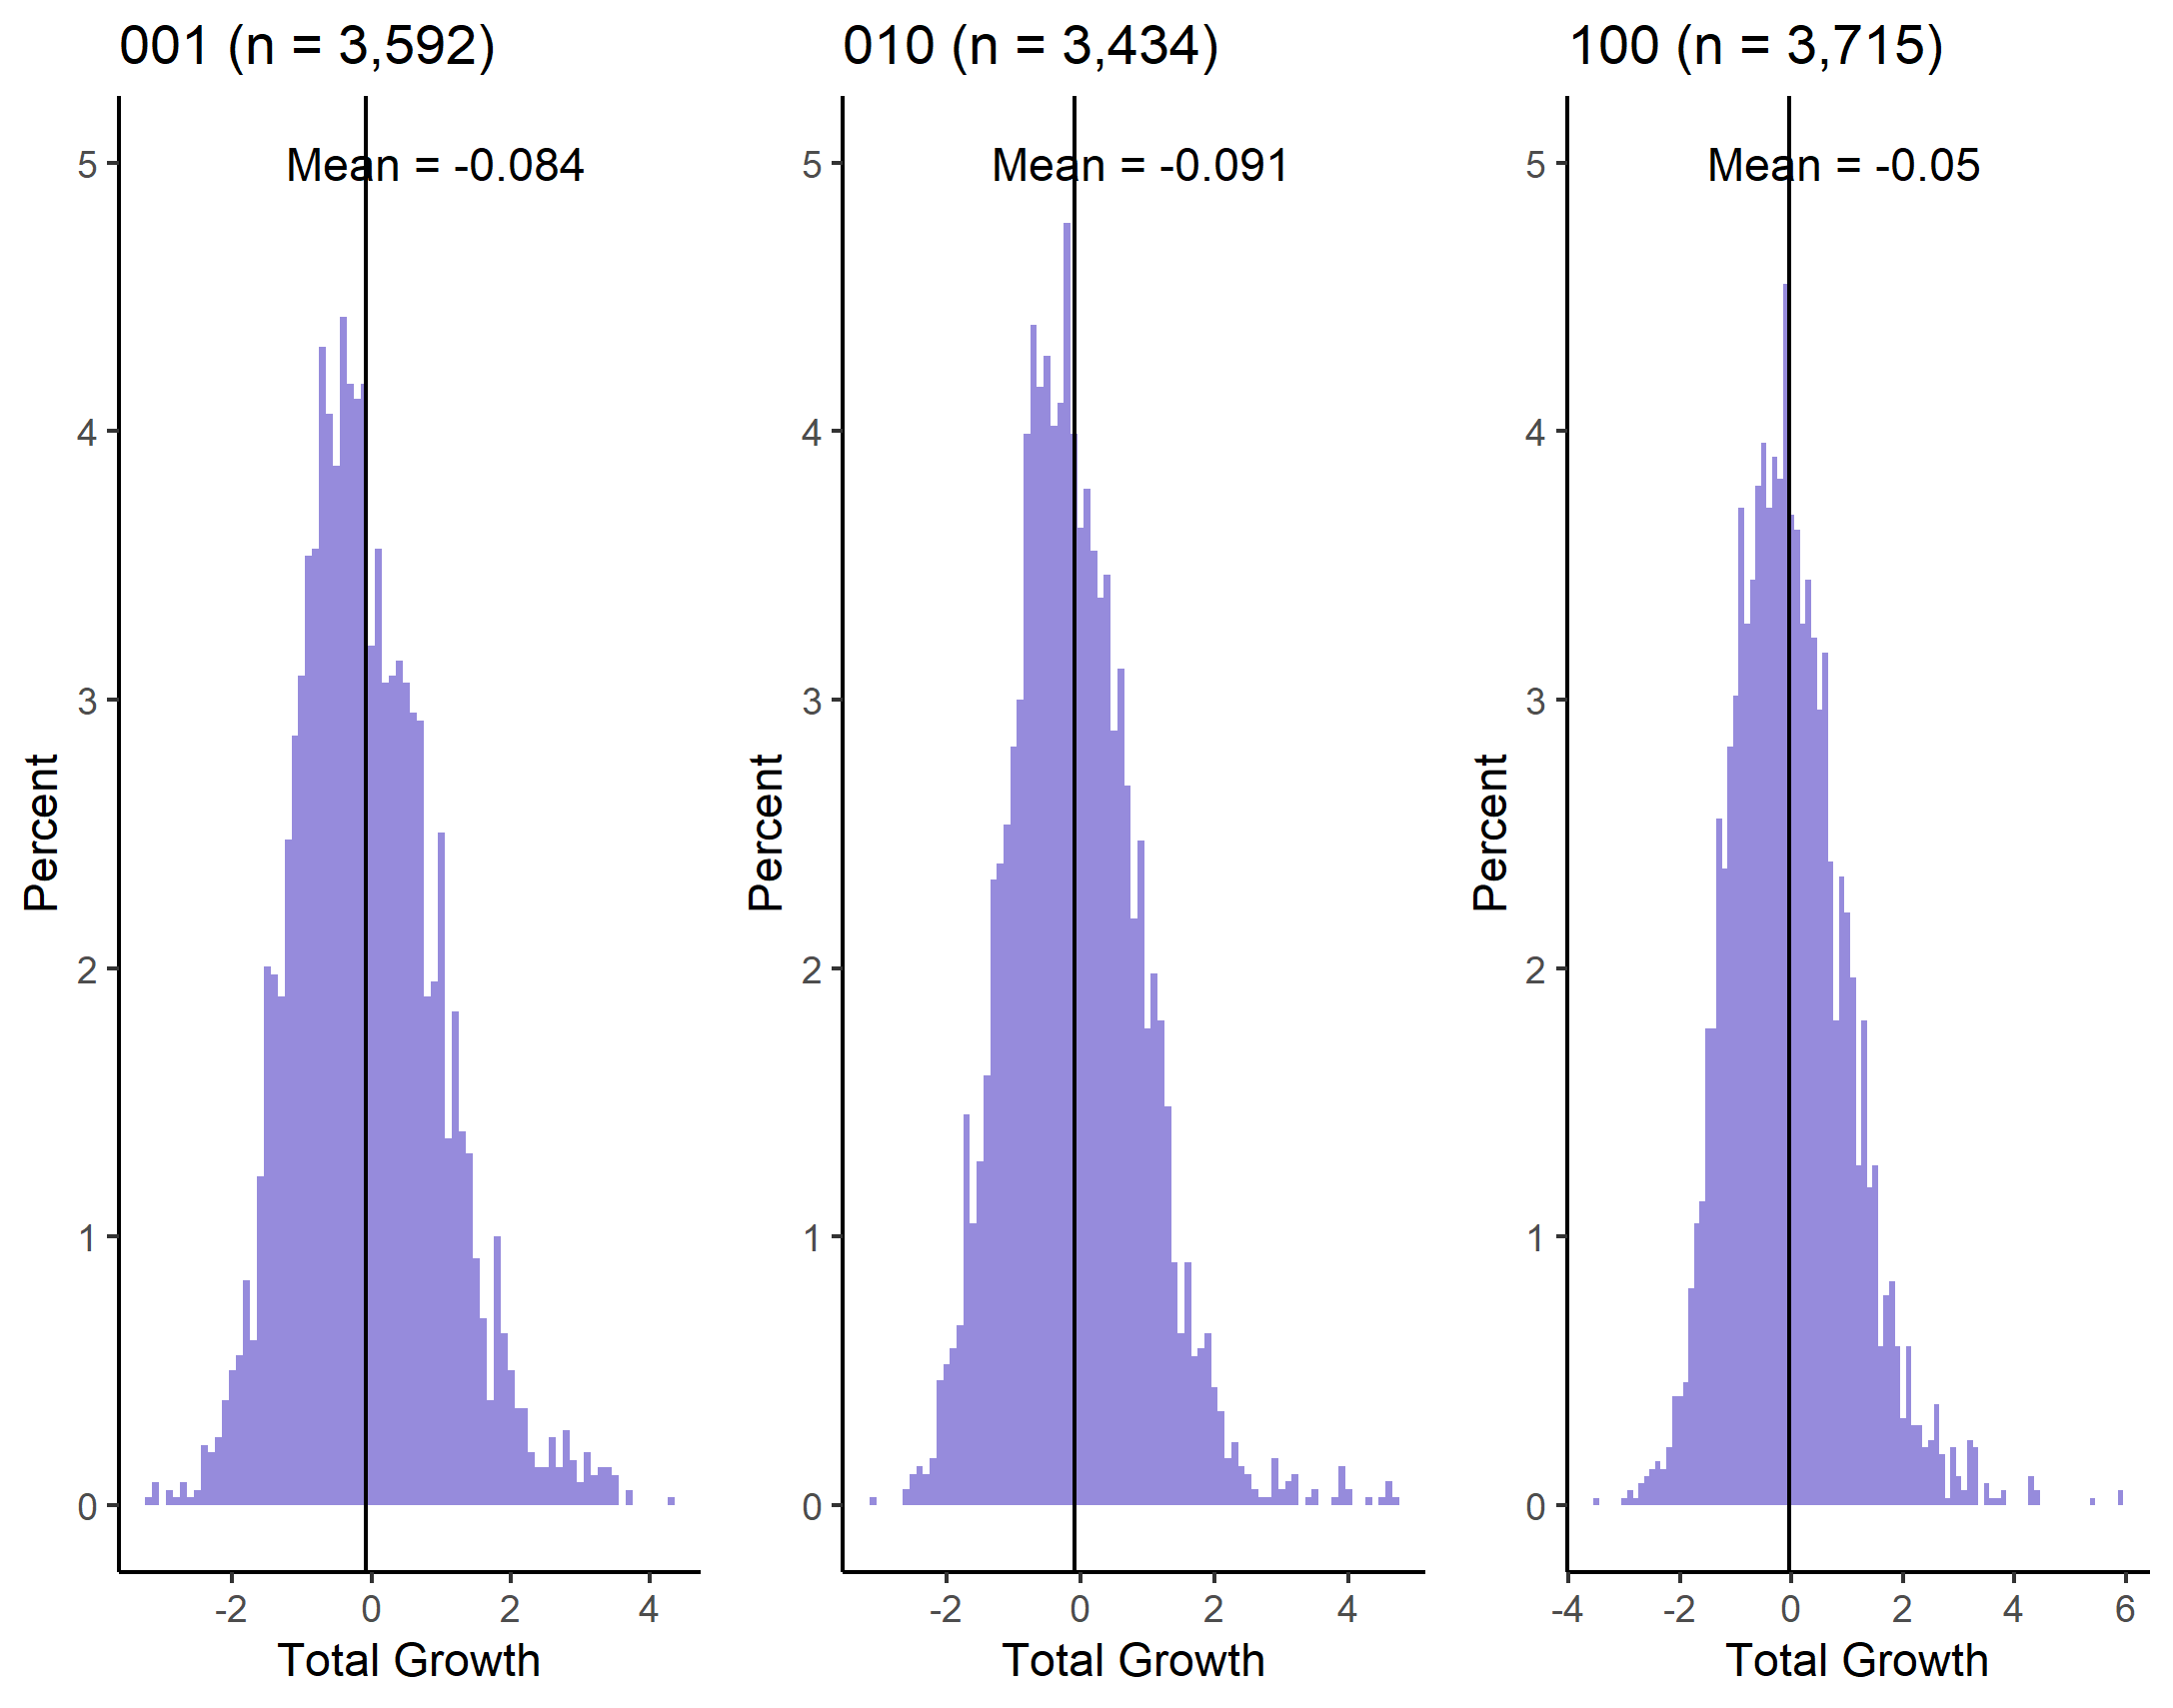 001 (n = 3,592)
Mean = -0.084
5
4
3
2
1
0
Percent
-2 0 2 4
Total Growth
010 (n = 3,434)
Mean = -0.091
5
4
3
2
1
0
Percent
-2 0 2 4
Total Growth
100 (n = 3,715)
Mean = -0.05
5
4
3
2
1
0
Percent
-4 -2 0 2 4 6
Total Growth